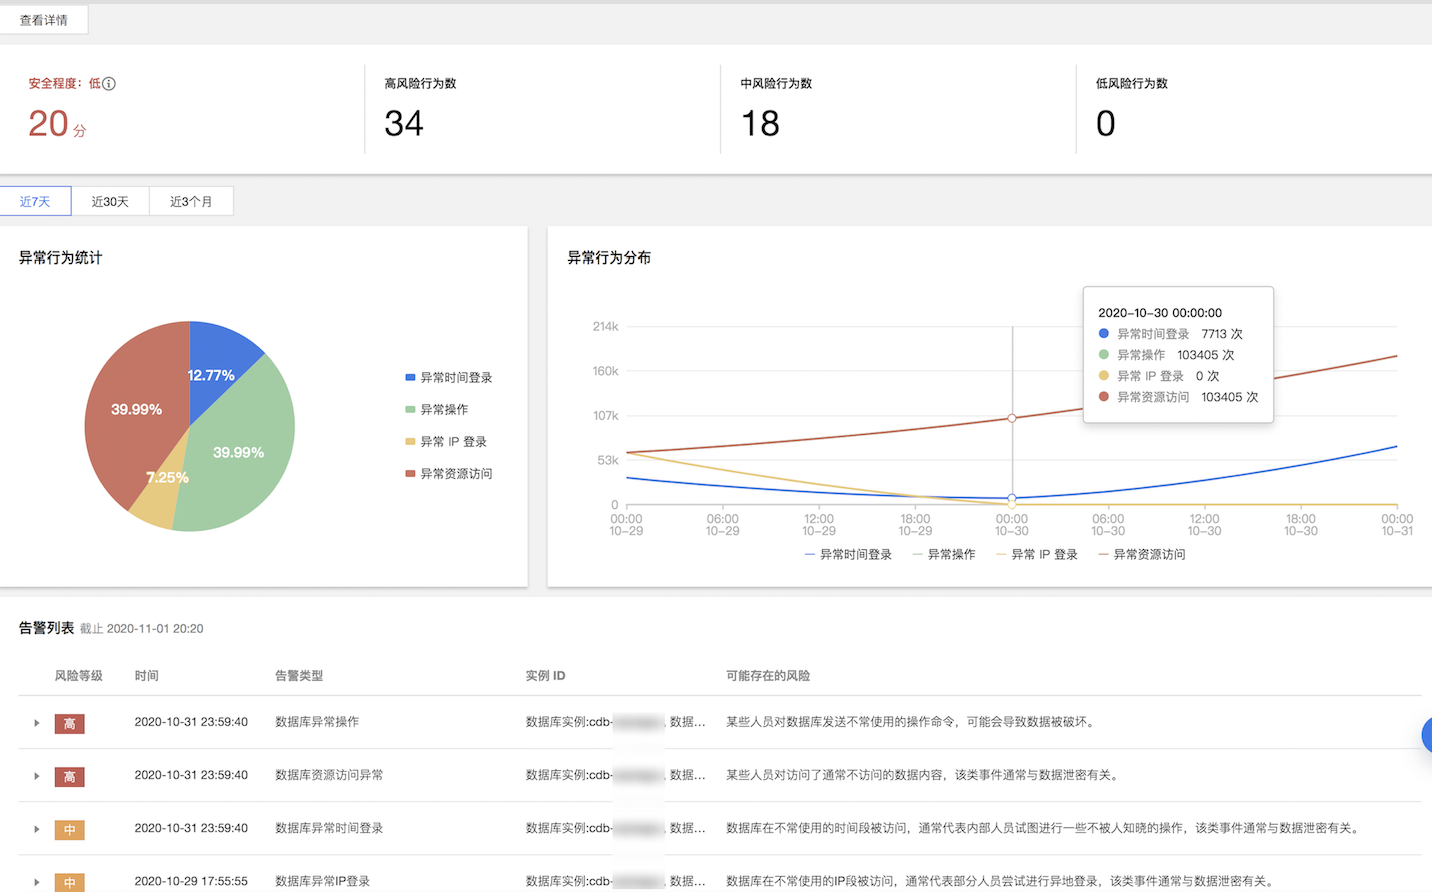 查看详情
安全程度：低
20 分
高风险行为数
34
中风险行为数
18
低风险行为数
0
近7天 近30天 近3个月
异常行为统计
12.77%
39.99%
7.25%
39.99%
异常时间登录
异常操作
异常 IP 登录
异常资源访问
异常行为分布
214k
160k
107k
53k
0
00:00 06:00 12:00 18:00 00:00 06:00 12:00 18:00 00:00
10-29 10-29 10-29 10-29 10-30 10-30 10-30 10-30 10-31
2020-10-30 00:00:00
异常时间登录 7713 次
异常操作 103405 次
异常 IP 登录 0 次
异常资源访问 103405 次
异常时间登录 异常操作 异常 IP 登录 异常资源访问
告警列表 截止 2020-11-01 20:20
风险等级 时间 告警类型 实例 ID 可能存在的风险
高 2020-10-31 23:59:40 数据库异常操作 数据库实例:cdb- , 数据... 某些人员对数据库发送不常使用的操作命令，可能会导致数据被破坏。
高 2020-10-31 23:59:40 数据库资源访问异常 数据库实例:cdb- , 数据... 某些人员对访问了通常不访问的数据内容，该类事件通常与数据泄密有关。
中 2020-10-31 23:59:40 数据库异常时间登录 数据库实例:cdb- , 数据... 数据库在不常使用的时间段被访问，通常代表内部人员试图进行一些不被人知晓的操作，该类事件通常与数据泄密有关。
中 2020-10-29 17:55:55 数据库异常IP登录 数据库实例:cdb- , 数据... 数据库在不常使用的IP段被访问，通常代表部分人员尝试进行异地登录，该类事件通常与数据泄密有关。